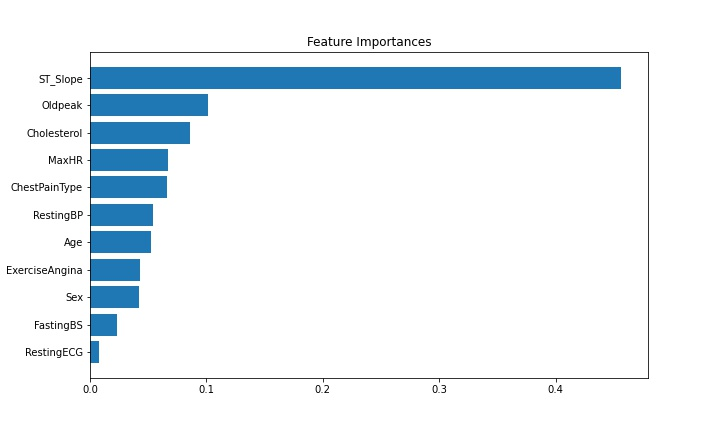 Feature Importances
ST_Slope
Oldpeak
Cholesterol
MaxHR
ChestPainType
RestingBP
Age
ExerciseAngina
Sex
FastingBS
RestingECG
0.0 0.1 0.2 0.3 0.4